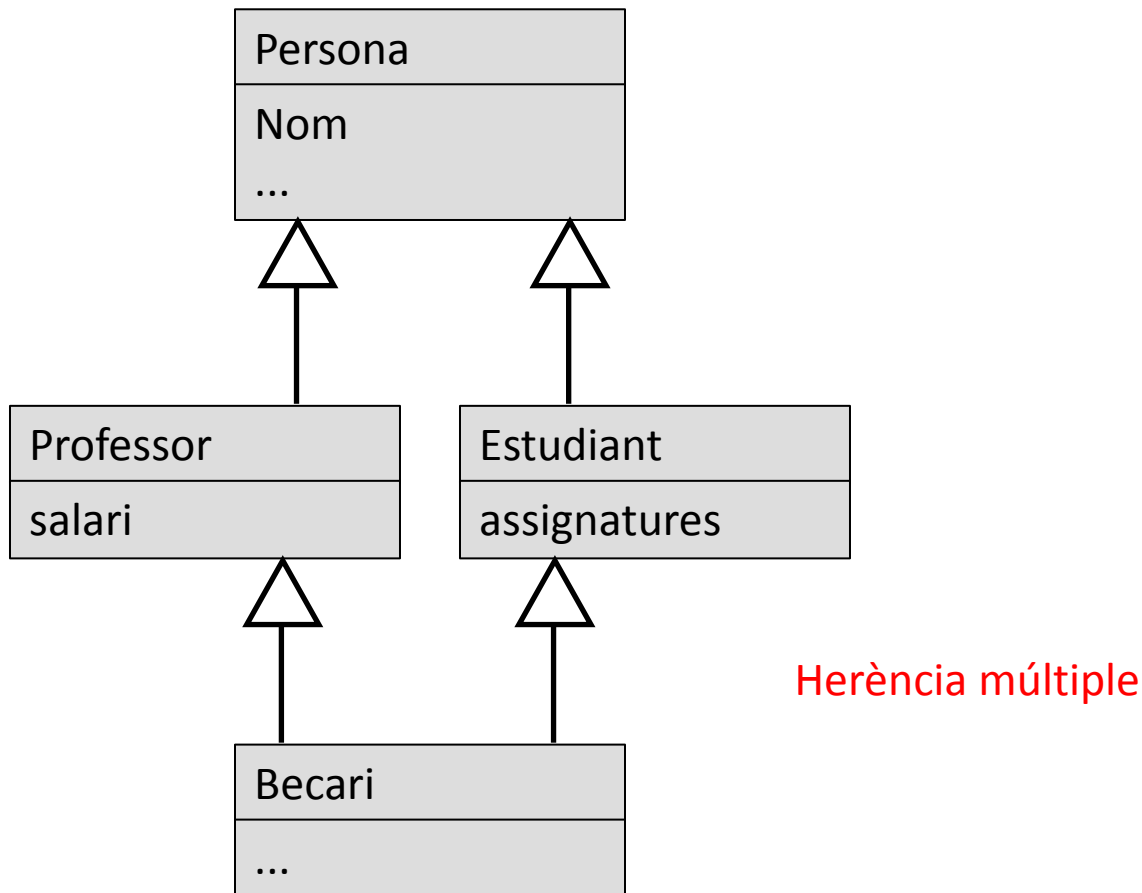 Persona
Nom
...
Professor
salari
Estudiant
assignatures
Herència múltiple
Becari
...